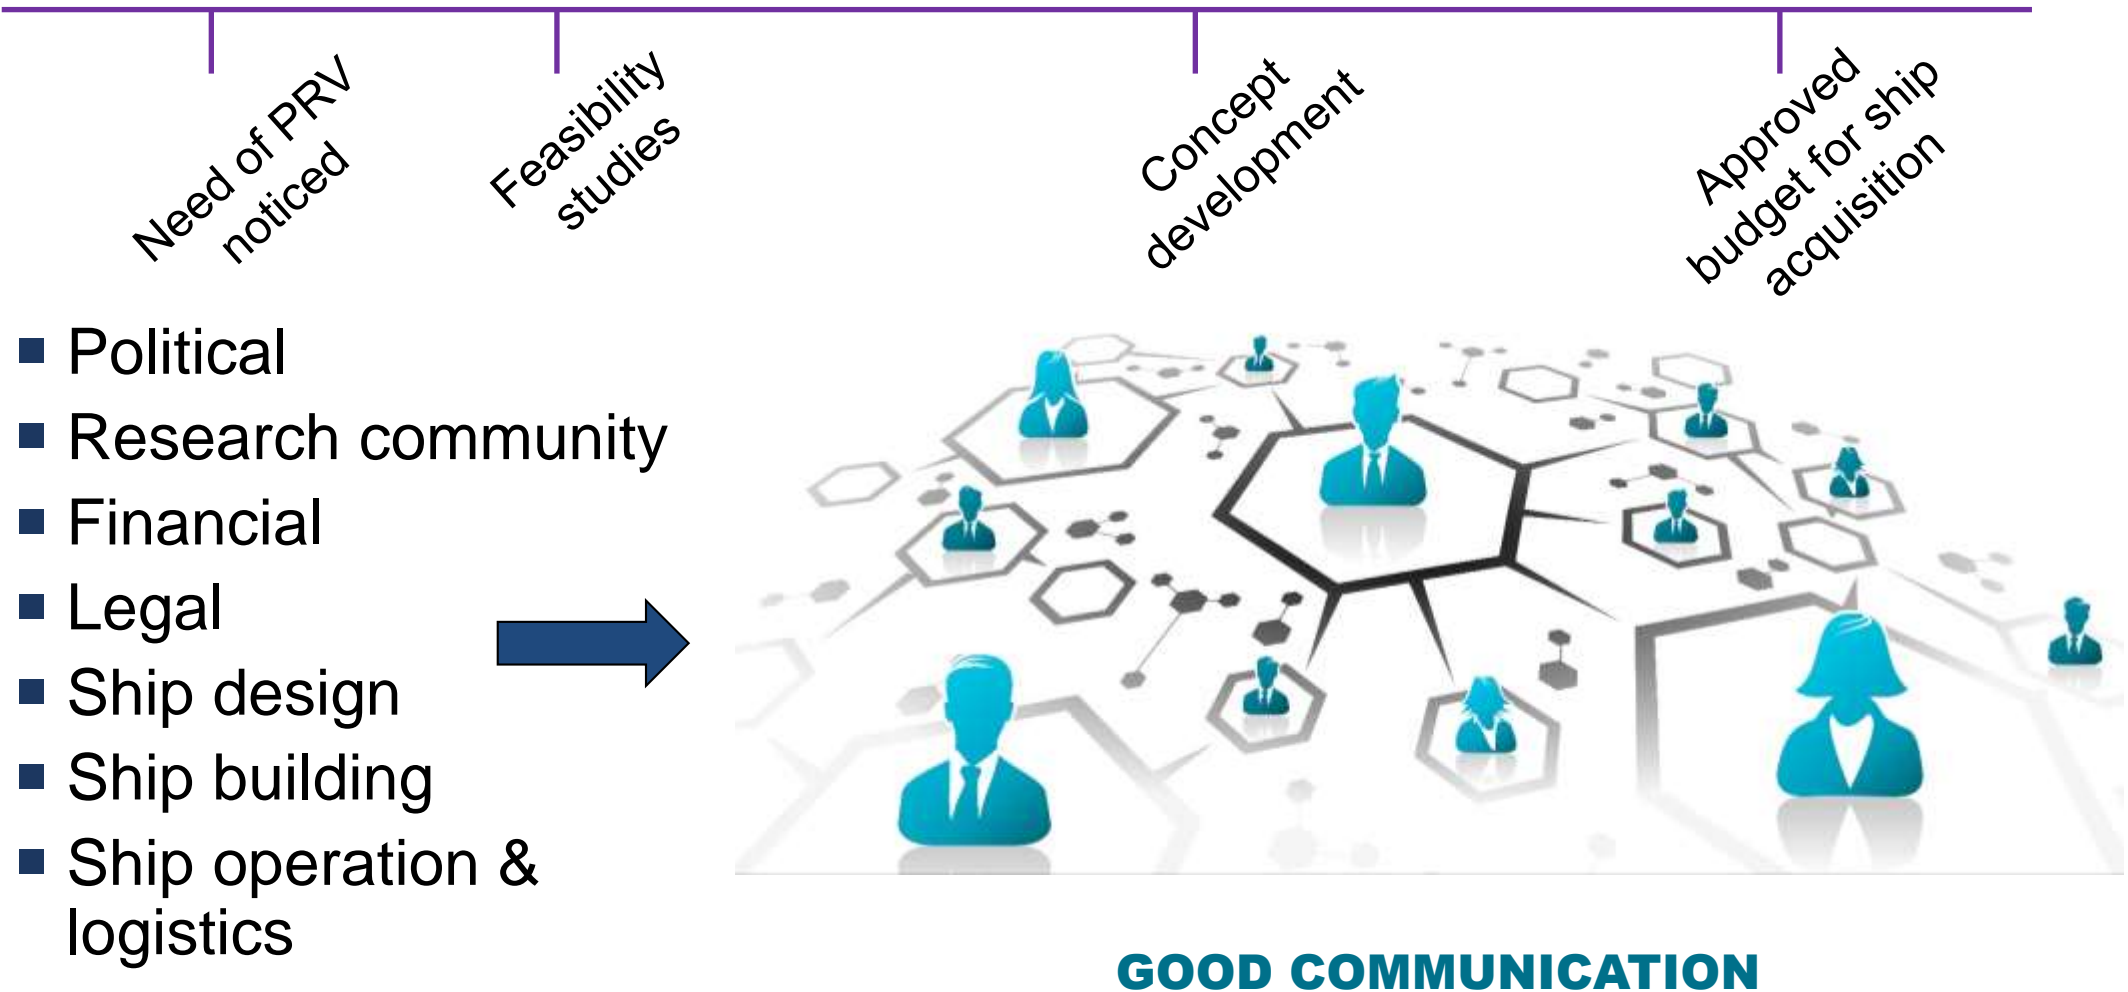 Need of PRV
noticed
Feasibility
studies
Concept
development
Approved
budget for ship
acquisition
Political
Research community
Financial
Legal
Ship design
Ship building
Ship operation &
logistics
GOOD COMMUNICATION